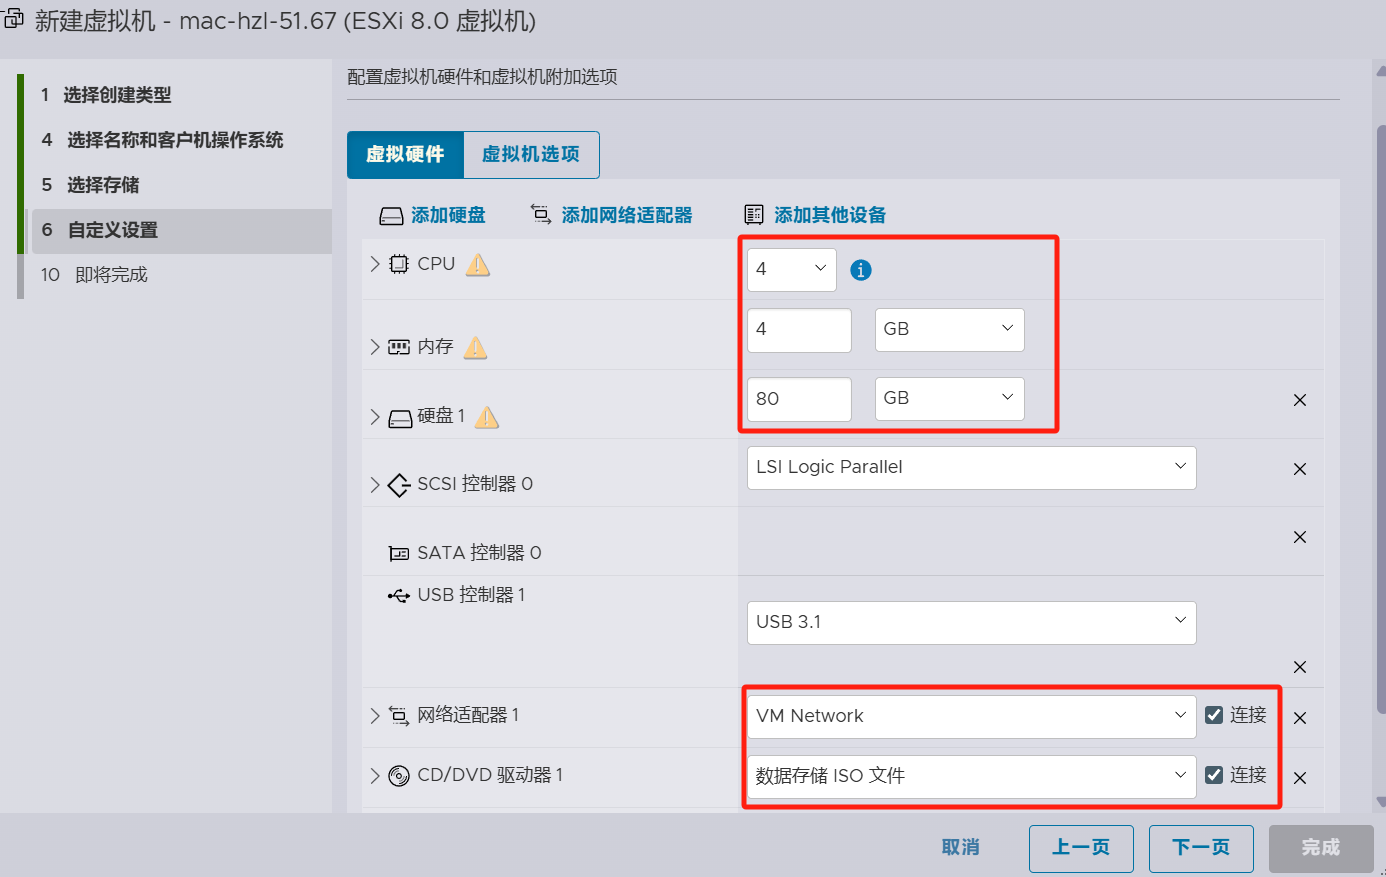 新建虚拟机 - mac-hzl-51.67 (ESXi 8.0 虚拟机)
1 选择创建类型
4 选择名称和客户机操作系统
5 选择存储
6 自定义设置
10 即将完成
配置虚拟机硬件和虚拟机附加选项
虚拟硬件 虚拟机选项
添加硬盘 添加网络适配器 添加其他设备
CPU 4
内存 4 GB
硬盘 1 80 GB
SCSI 控制器 0 LSI Logic Parallel
SATA 控制器 0
USB 控制器 1
USB 3.1
网络适配器 1 VM Network 连接
CD/DVD 驱动器 1 数据存储 ISO 文件 连接
取消 上一页 下一页 完成